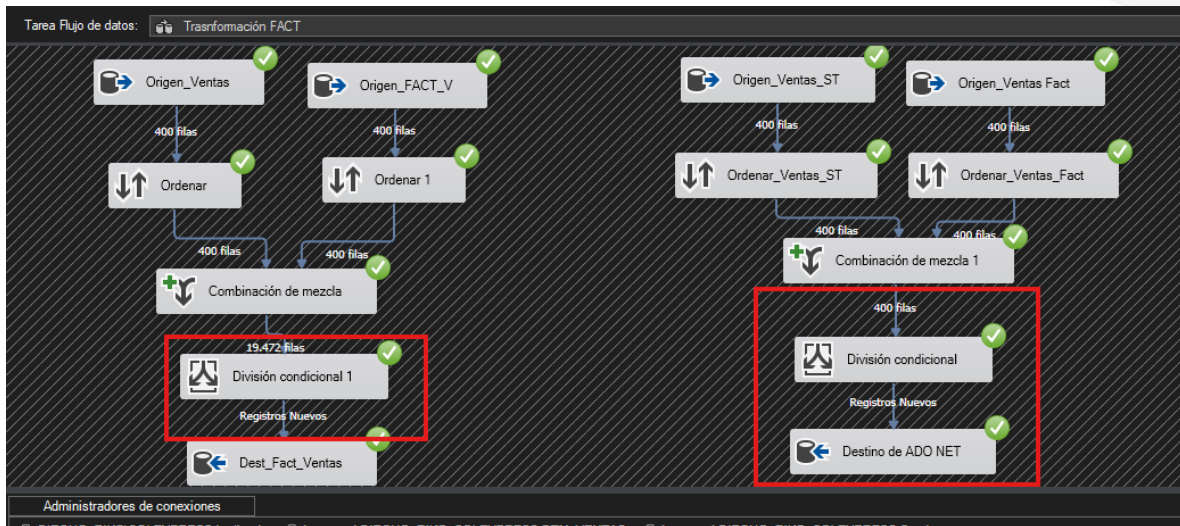 Tarea Flujo de datos: Trasnformación FACT
Origen_Ventas
Origen_FACT_V
Origen_Ventas_ST
Origen_Ventas Fact
400 filas
400 filas
400 filas
400 filas
Ordenar
Ordenar 1
Ordenar_Ventas_ST
Ordenar_Ventas_Fact
400 filas
400 filas
400 filas
400 filas
Combinación de mezcla
Combinación de mezcla 1
19.472 filas
400 filas
División condicional 1
División condicional
Registros Nuevos
Registros Nuevos
Dest_Fact_Ventas
Destino de ADO NET
Administradores de conexiones